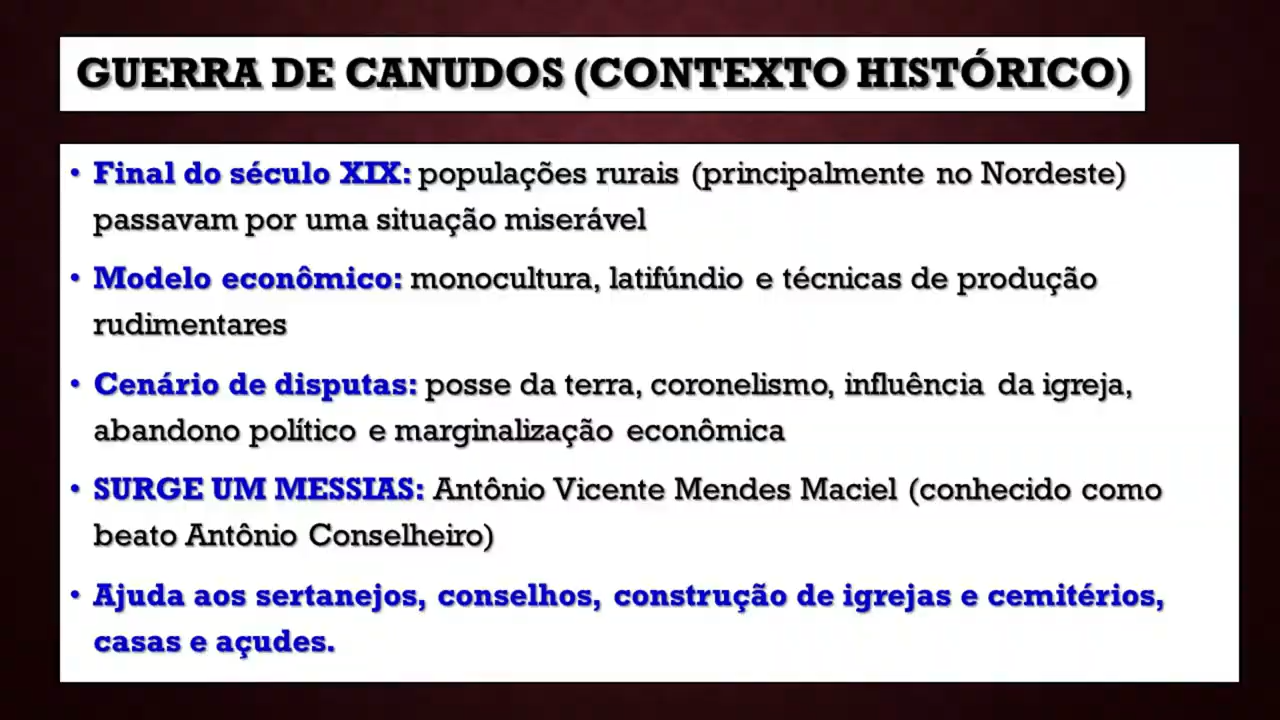 GUERRA DE CANUDOS (CONTEXTO HISTÓRICO)
• Final do século XIX: populações rurais (principalmente no Nordeste)
passavam por uma situação miserável
• Modelo econômico: monocultura, latifúndio e técnicas de produção
rudimentares
• Cenário de disputas: posse da terra, coronelismo, influência da igreja,
abandono político e marginalização econômica
• SURGE UM MESSIAS: Antônio Vicente Mendes Maciel (conhecido como
beato Antônio Conselheiro)
• Ajuda aos sertanejos, conselhos, construção de igrejas e cemitérios,
casas e açudes.